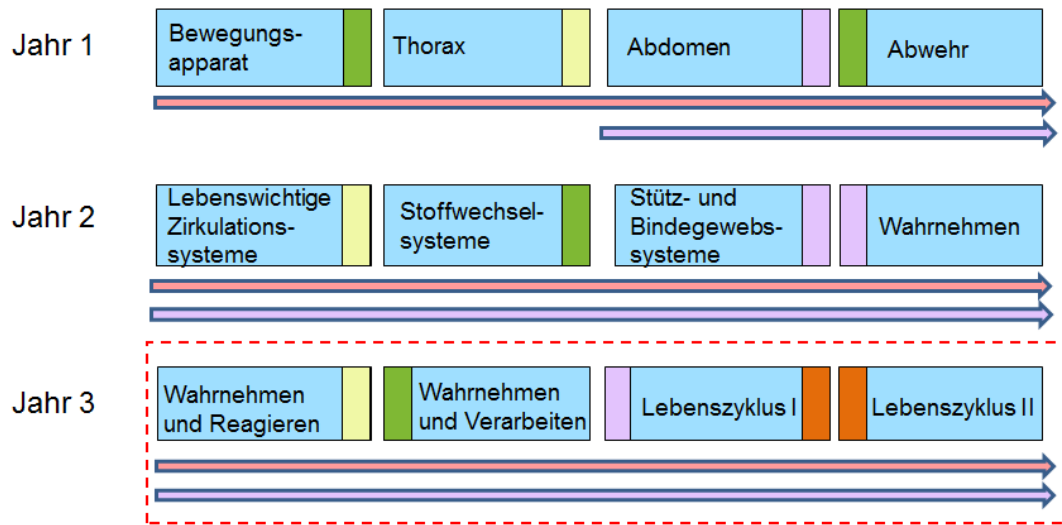 Jahr 1
Bewegungs-
apparat
Thorax
Abdomen
Abwehr
Jahr 2
Lebenswichtige
Zirkulations-
systeme
Stoffwechsel-
systeme
Stütz- und
Bindegewebs-
systeme
Wahrnehmen
Jahr 3
Wahrnehmen
und Reagieren
Wahrnehmen
und Verarbeiten
Lebenszyklus I
Lebenszyklus II